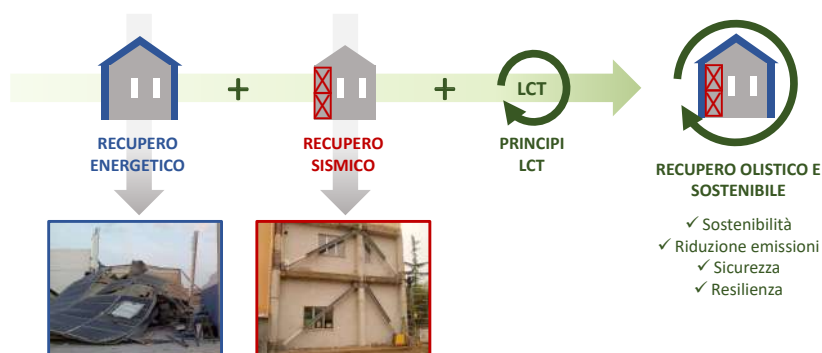 +
+
LCT
RECUPERO
ENERGETICO
RECUPERO
SISMICO
PRINCIPI
LCT
RECUPERO OLISTICO E
SOSTENIBILE
✓ Sostenibilità
✓ Riduzione emissioni
✓ Sicurezza
✓ Resilienza